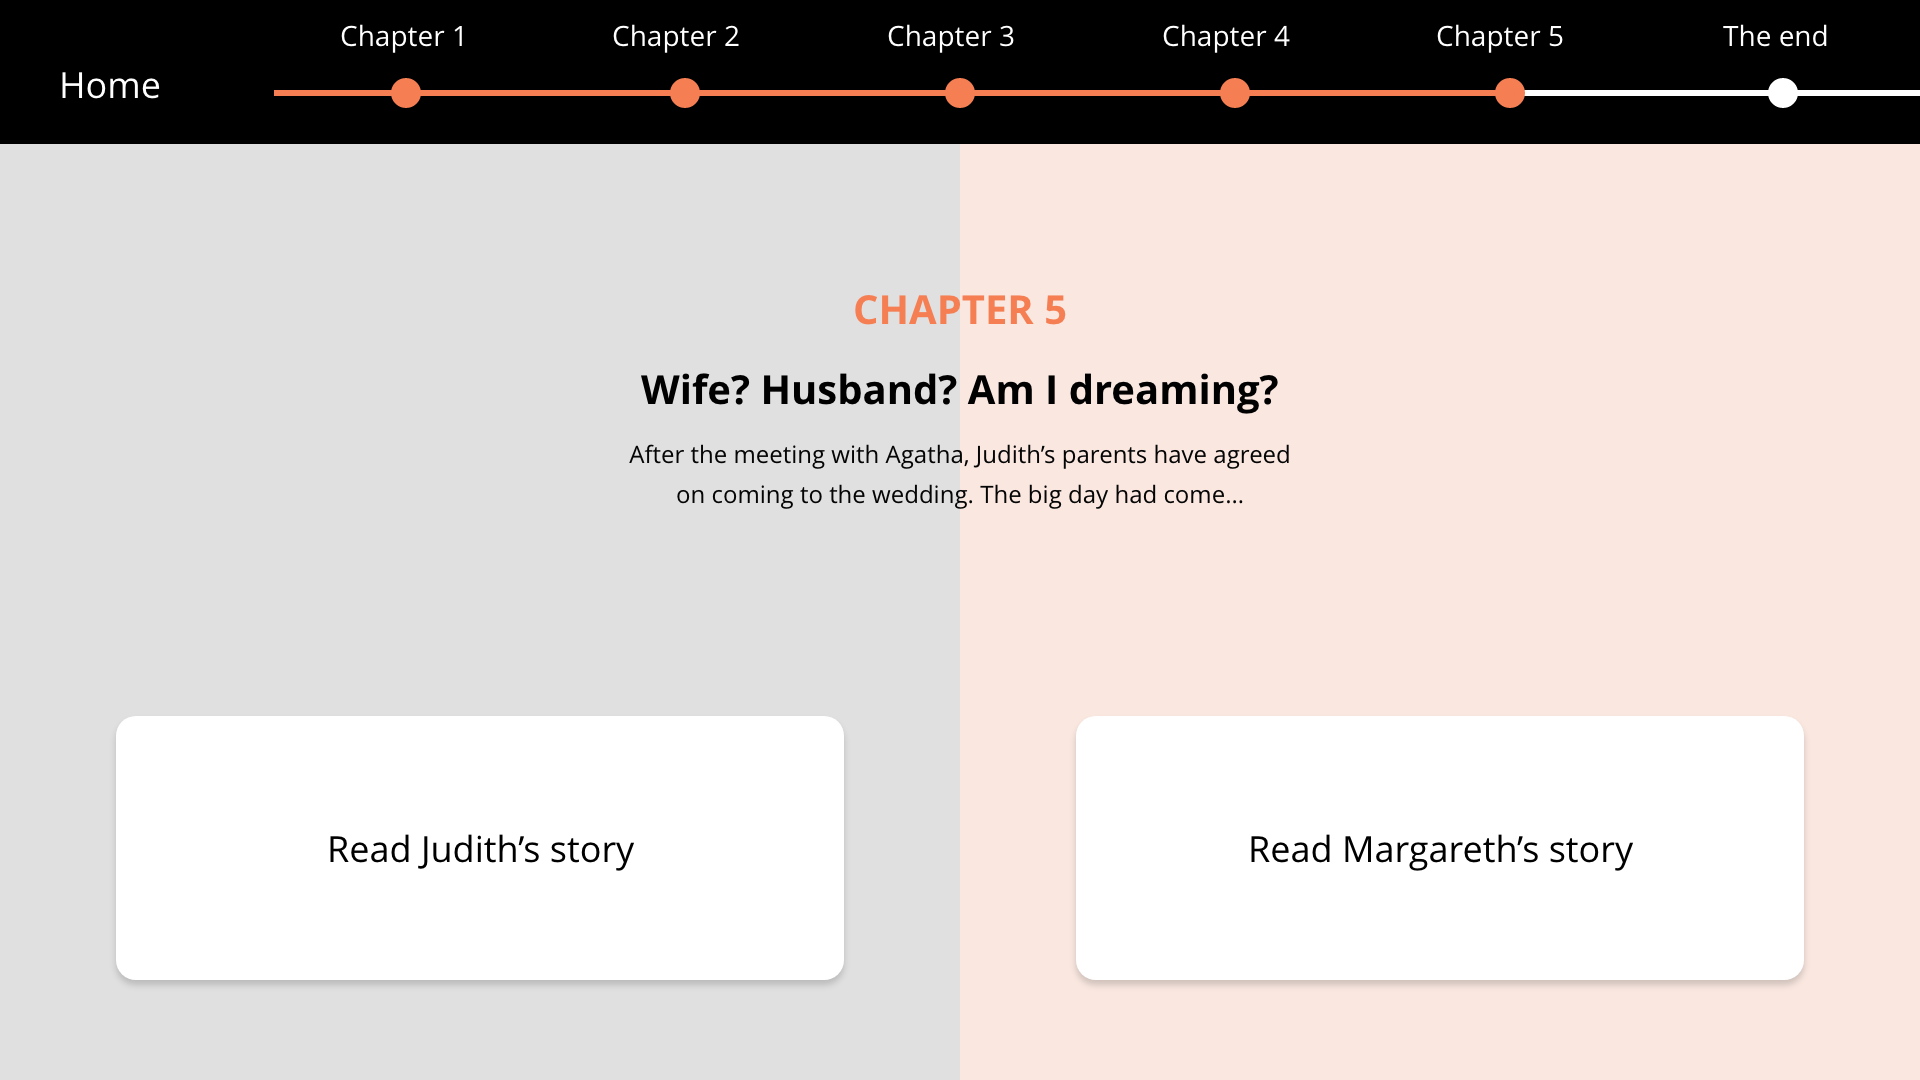 Home
Chapter 1
Chapter 2
Chapter 3
Chapter 4
Chapter 5
The end
CHAPTER 5
Wife? Husband? Am I dreaming?
After the meeting with Agatha, Judith’s parents have agreed
on coming to the wedding. The big day had come...
Read Judith’s story
Read Margareth’s story